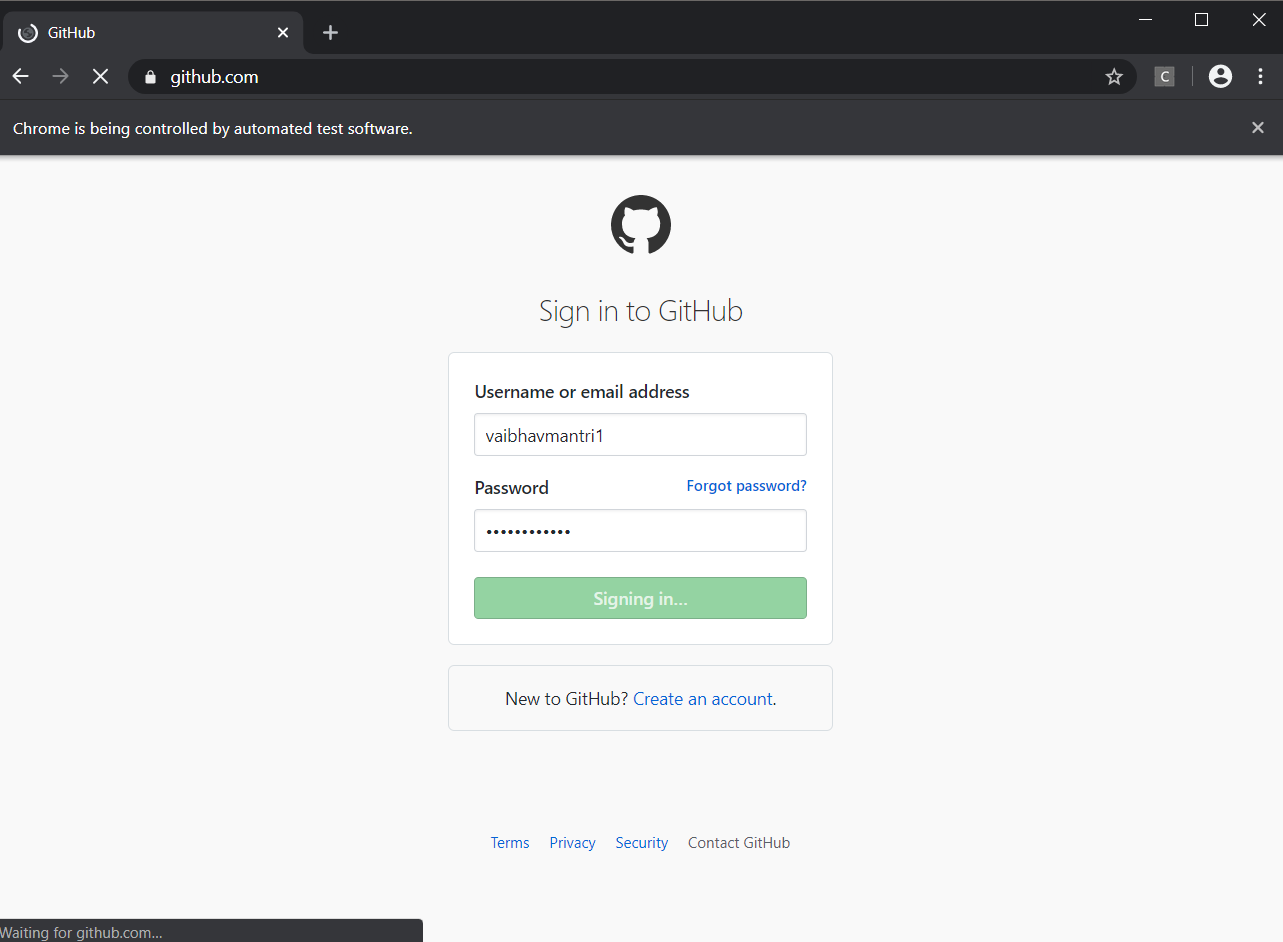 GitHub
github.com
C
Chrome is being controlled by automated test software.
Sign in to GitHub
Username or email address
vaibhavmantri1
Password Forgot password?
••••••••••••
Signing in...
New to GitHub? Create an account.
Terms Privacy Security Contact GitHub
Waiting for github.com...